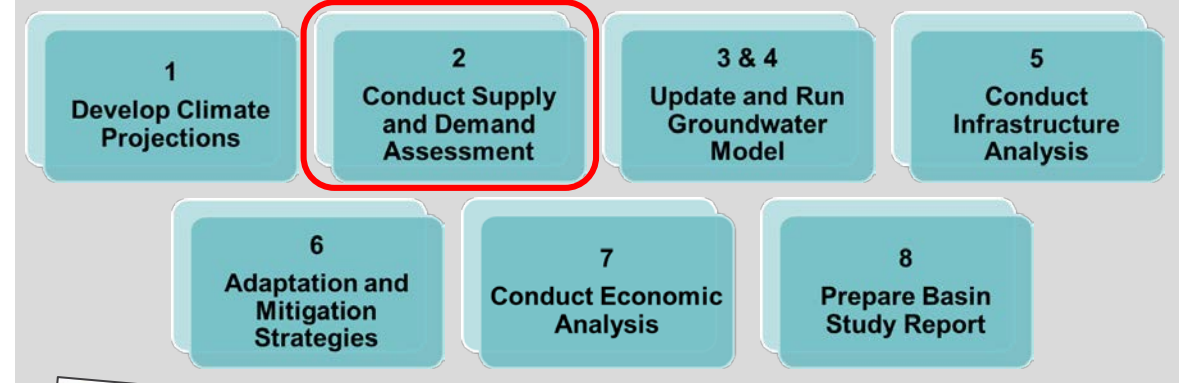 1
Develop Climate
Projections
2
Conduct Supply
and Demand
Assessment
3 & 4
Update and Run
Groundwater
Model
5
Conduct
Infrastructure
Analysis
6
Adaptation and
Mitigation
Strategies
7
Conduct Economic
Analysis
8
Prepare Basin
Study Report